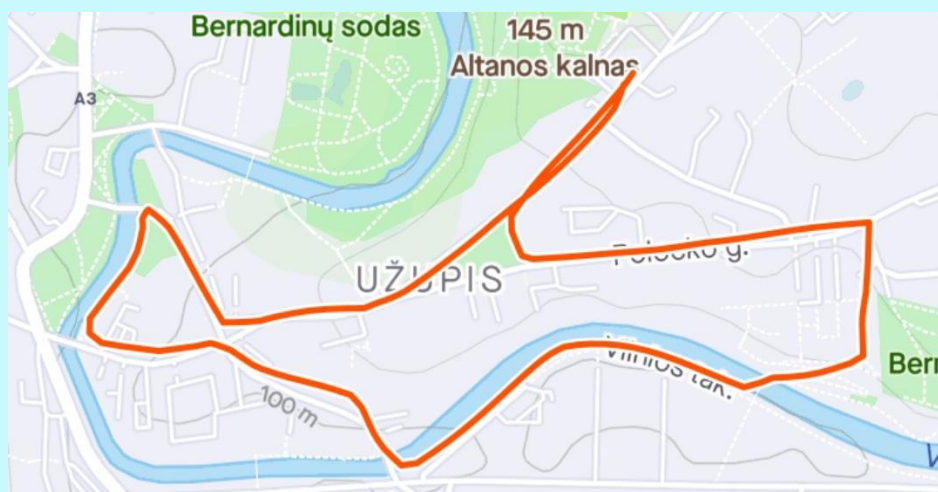 Bernardinų sodas
145 m
Altanos kalnas
A3
UŽUPIS
Polocko g.
Vilnios tak.
100 m
Bern
V